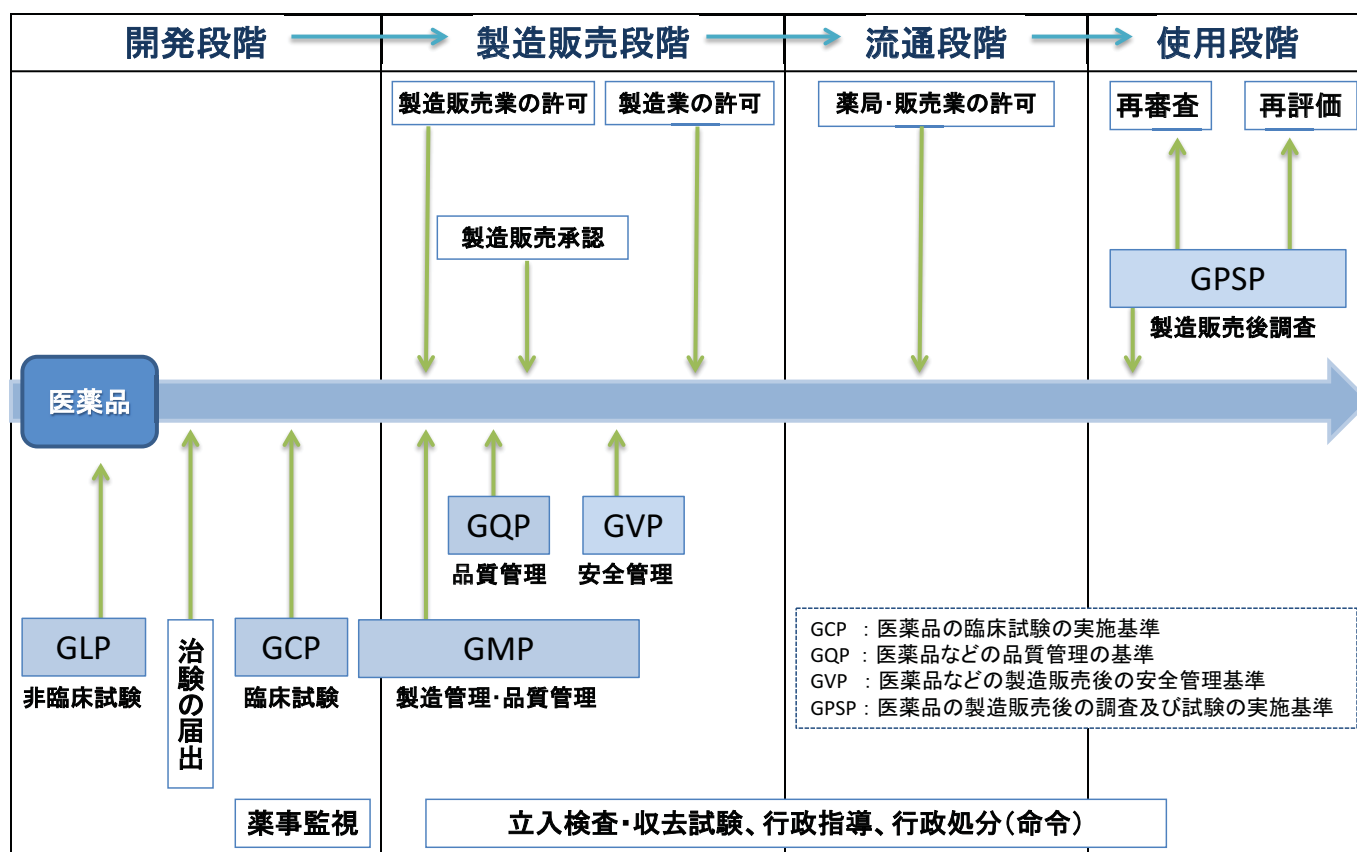 開発段階
製造販売段階
流通段階
使用段階
製造販売業の許可
製造業の許可
薬局・販売業の許可
再審査
再評価
製造販売承認
GPSP
製造販売後調査
医薬品
GQP
品質管理
GVP
安全管理
GLP
非臨床試験
治験の届出
GCP
臨床試験
GMP
製造管理・品質管理
GCP : 医薬品の臨床試験の実施基準
GQP : 医薬品などの品質管理の基準
GVP : 医薬品などの製造販売後の安全管理基準
GPSP : 医薬品の製造販売後の調査及び試験の実施基準
薬事監視
立入検査・収去試験、行政指導、行政処分(命令)